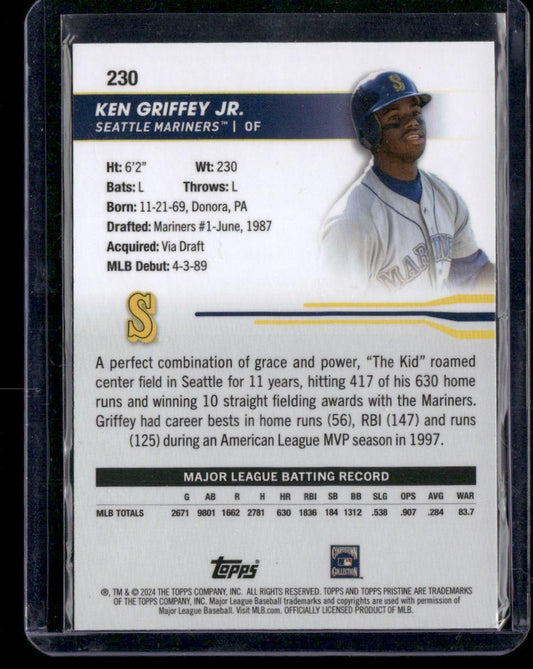 230
KEN GRIFFEY JR.
SEATTLE MARINERS™ | OF
Ht: 6'2" Wt: 230
Bats: L Throws: L
Born: 11-21-69, Donora, PA
Drafted: Mariners #1-June, 1987
Acquired: Via Draft
MLB Debut: 4-3-89
S
S
MARINE
A perfect combination of grace and power, "The Kid" roamed
center field in Seattle for 11 years, hitting 417 of his 630 home
runs and winning 10 straight fielding awards with the Mariners.
Griffey had career bests in home runs (56), RBI (147) and runs
(125) during an American League MVP season in 1997.
MAJOR LEAGUE BATTING RECORD
G AB R H HR RBI SB BB SLG OPS AVG WAR
MLB TOTALS 2671 9801 1662 2781 630 1836 184 1312 .538 .907 .284 83.7
Topps
COOPERSTOWN
COLLECTION
®, TM & © 2024 THE TOPPS COMPANY, INC. ALL RIGHTS RESERVED. TOPPS AND TOPPS PRISTINE ARE TRADEMARKS
OF THE TOPPS COMPANY, INC. Major League Baseball trademarks and copyrights are used with permission of
Major League Baseball. Visit MLB.com. OFFICIALLY LICENSED PRODUCT OF MLB.